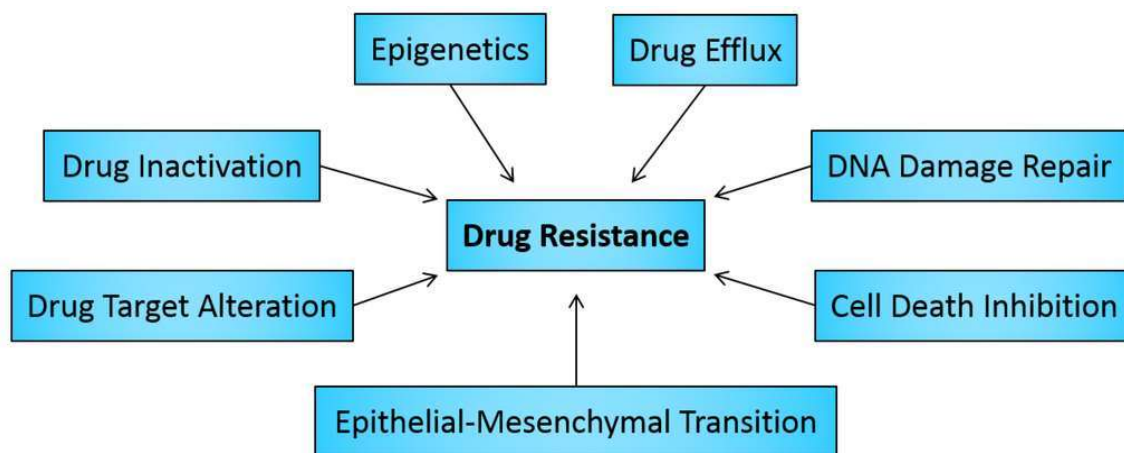 Epigenetics
Drug Efflux
Drug Inactivation
DNA Damage Repair
Drug Resistance
Drug Target Alteration
Cell Death Inhibition
Epithelial-Mesenchymal Transition